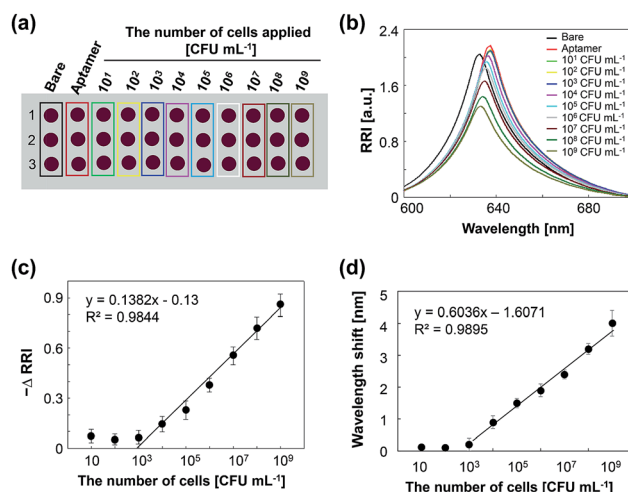 (a)
The number of cells applied
[CFU mL⁻¹]
Bare
Aptamer
10¹
10²
10³
10⁴
10⁵
10⁶
10⁷
10⁸
10⁹
1
2
3
(b)
2.4
1.8
1.2
0.6
0
RRI [a.u.]
600
640
680
Wavelength [nm]
Bare
Aptamer
10¹ CFU mL⁻¹
10² CFU mL⁻¹
10³ CFU mL⁻¹
10⁴ CFU mL⁻¹
10⁵ CFU mL⁻¹
10⁶ CFU mL⁻¹
10⁷ CFU mL⁻¹
10⁸ CFU mL⁻¹
10⁹ CFU mL⁻¹
(c)
y = 0.1382x - 0.13
R² = 0.9844
0.9
0.6
0.3
0
−Δ RRI
10
10³
10⁵
10⁷
10⁹
The number of cells [CFU mL⁻¹]
(d)
y = 0.6036x – 1.6071
R² = 0.9895
5
4
3
2
1
0
Wavelength shift [nm]
10
10³
10⁵
10⁷
10⁹
The number of cells [CFU mL⁻¹]